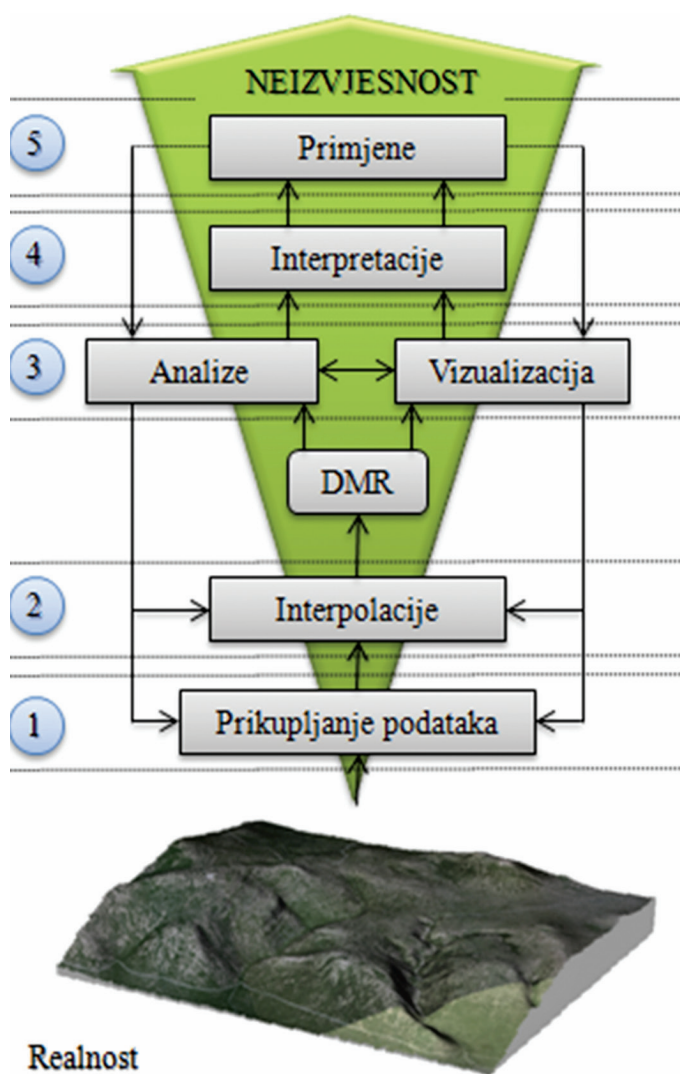 NEIZVJESNOST
5
Primjene
4
Interpretacije
3
Analize
Vizualizacija
DMR
2
Interpolacije
1
Prikupljanje podataka
Realnost